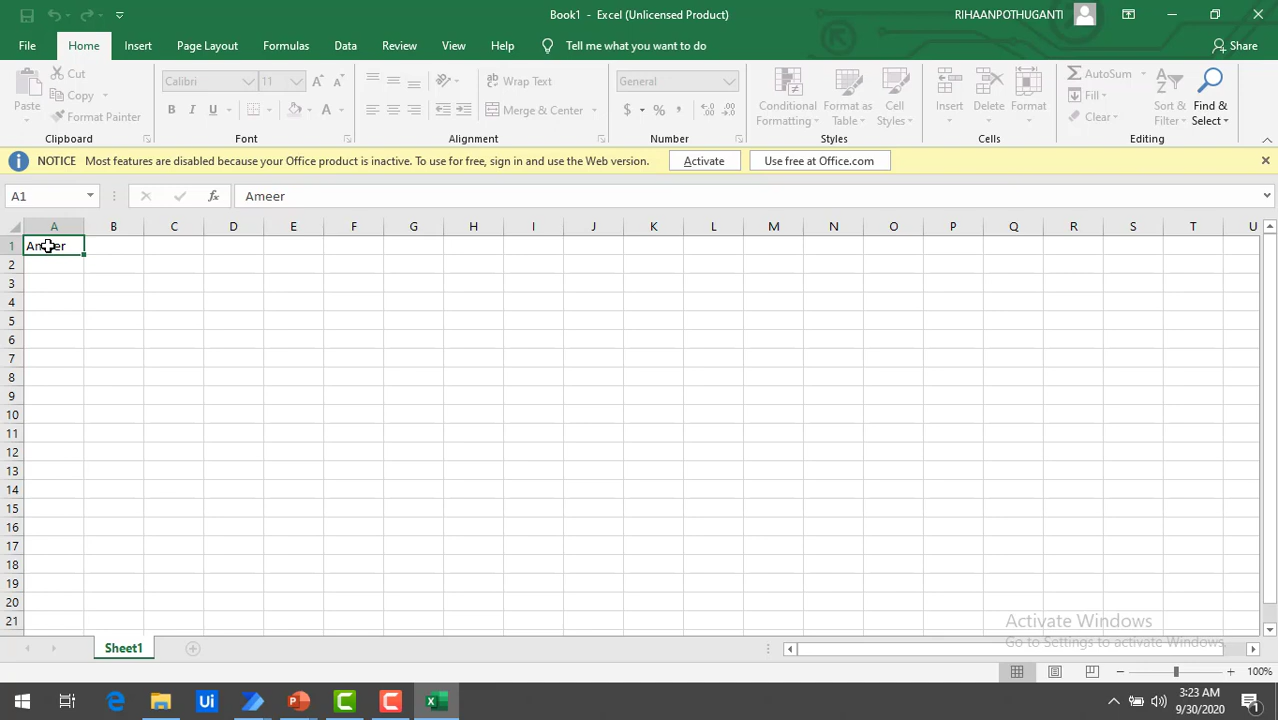 Book1 - Excel (Unlicensed Product) RIHAANPOTHUGANTI
File Home Insert Page Layout Formulas Data Review View Help Tell me what you want to do Share
Paste Cut Copy Format Painter Clipboard
Calibri 11 B I U A Font
Wrap Text Merge & Center Alignment
General $ % , Number
Conditional Formatting Format as Table Cell Styles Styles
Insert Delete Format Cells
AutoSum Fill Clear Sort & Filter Find & Select Editing
NOTICE Most features are disabled because your Office product is inactive. To use for free, sign in and use the Web version. Activate Use free at Office.com
A1 fx Ameer
A B C D E F G H I J K L M N O P Q R S T U
1 Ameer
2
3
4
5
6
7
8
9
10
11
12
13
14
15
16
17
18
19
20
21
Activate Windows
Go to Settings to activate Windows.
Sheet1
100%
Ui
3:23 AM
9/30/2020
1